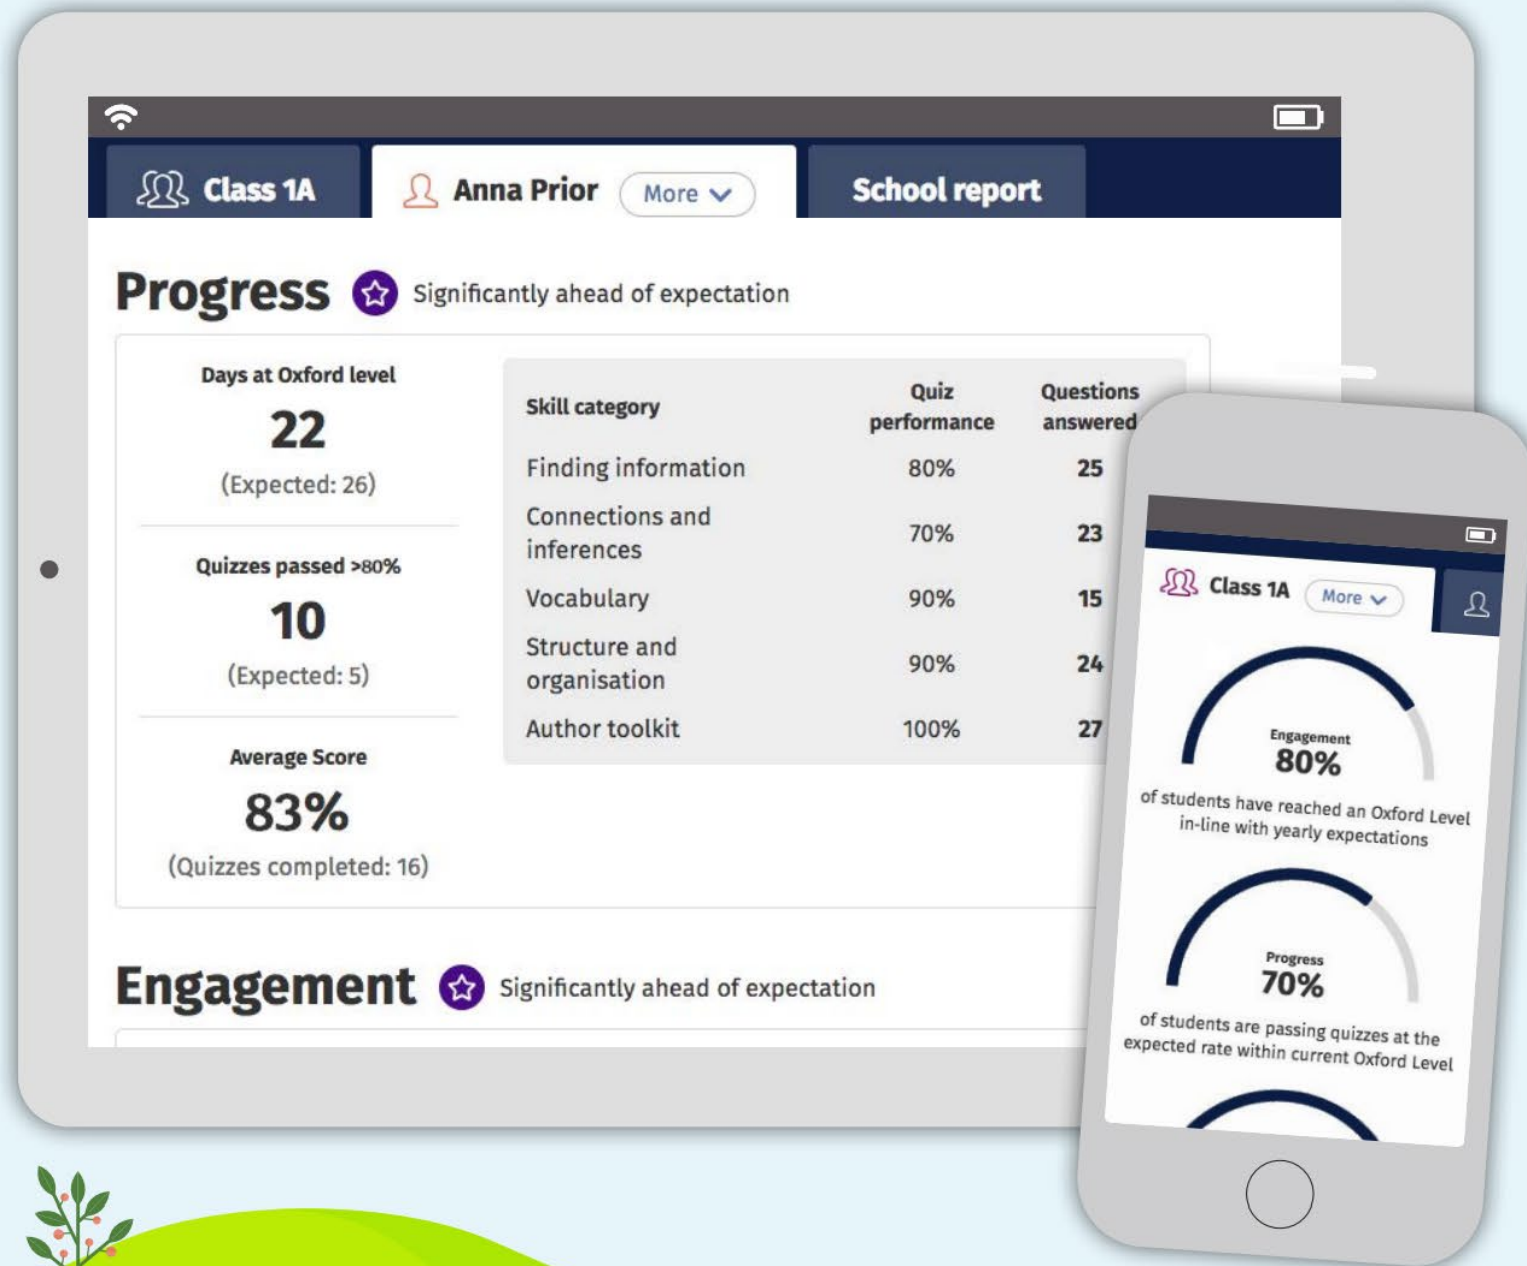 Class 1A
Anna Prior
More
School report
Progress
Significantly ahead of expectation
Days at Oxford level
22
(Expected: 26)
Quizzes passed >80%
10
(Expected: 5)
Average Score
83%
(Quizzes completed: 16)
Skill category
Quiz
performance
Questions
answered
Finding information 80% 25
Connections and
inferences
70% 23
Vocabulary 90% 15
Structure and
organisation
90% 24
Author toolkit 100% 27
Engagement
Significantly ahead of expectation
Class 1A
More
Engagement
80%
of students have reached an Oxford Level
in-line with yearly expectations
Progress
70%
of students are passing quizzes at the
expected rate within current Oxford Level